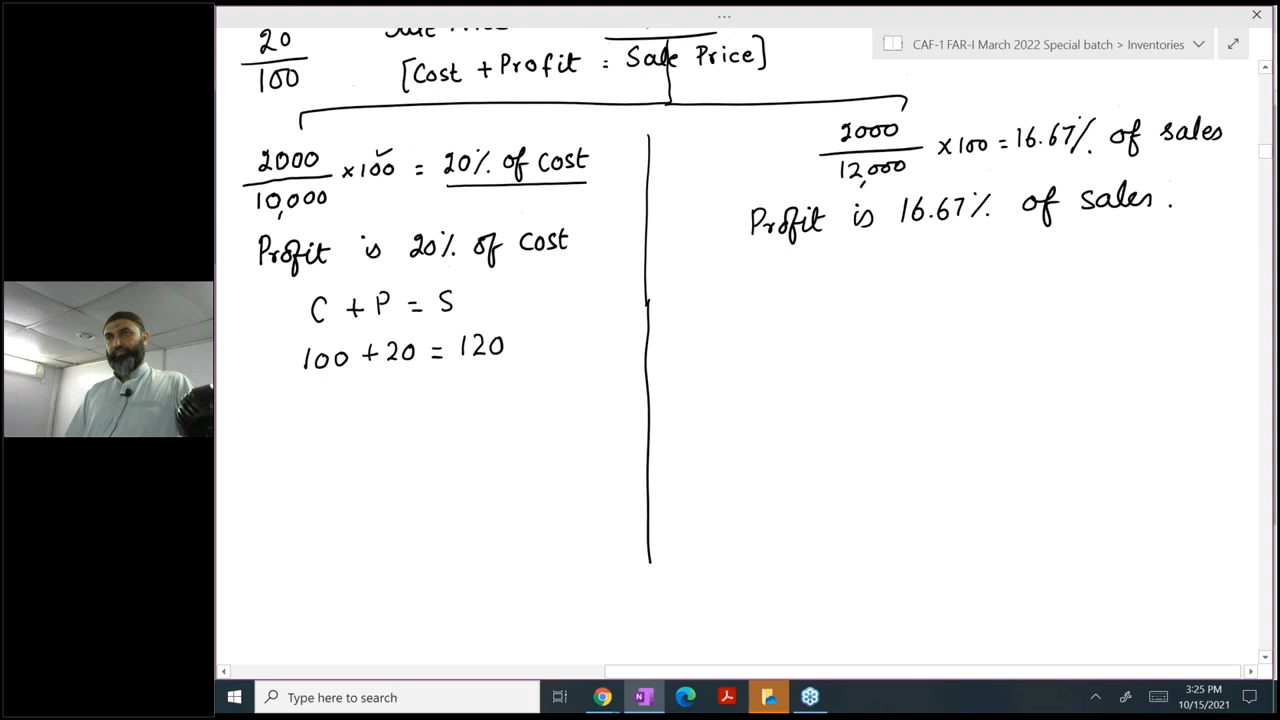 CAF-1 FAR-I March 2022 Special batch > Inventories
20
100
Price
[Cost + Profit : Sale Price]
2000
10,000
×100 = 20% of cost
Profit is 20% of cost
C + P = S
100 + 20 = 120
2000
12,000
×100 = 16.67% of sales
Profit is 16.67% of sales.
Type here to search
3:25 PM
10/15/2021